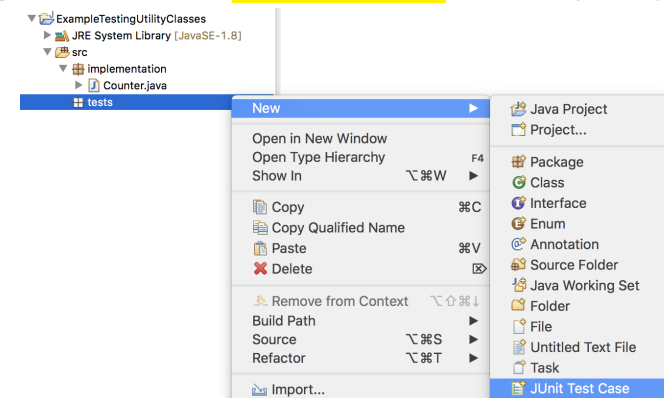 ExampleTestingUtilityClasses
JRE System Library [JavaSE-1.8]
src
implementation
Counter.java
tests
New
Open in New Window
Open Type Hierarchy F4
Show In ⌥⌘W
Copy ⌘C
Copy Qualified Name
Paste ⌘V
Delete ⌦
Remove from Context ⌥⇧⌘↓
Build Path
Source ⌥⌘S
Refactor ⌥⌘T
Import...
Java Project
Project...
Package
Class
Interface
Enum
Annotation
Source Folder
Java Working Set
Folder
File
Untitled Text File
Task
JUnit Test Case